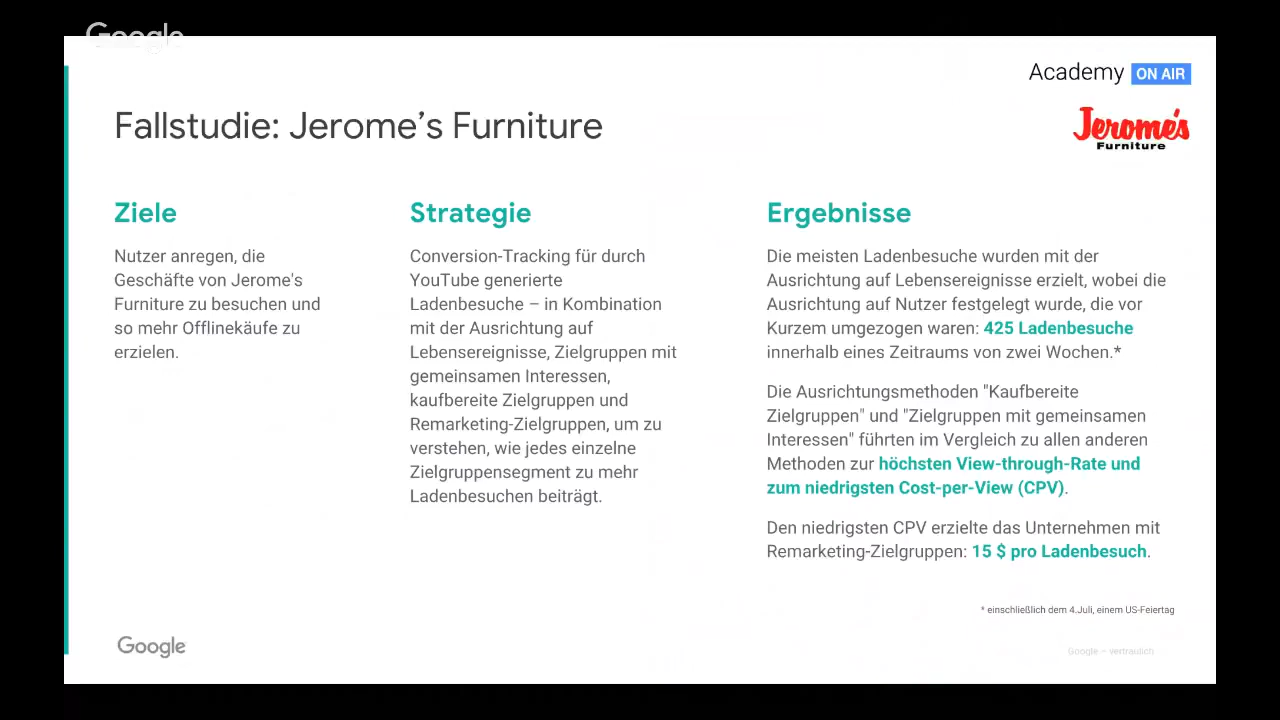 Google
Academy ON AIR
Fallstudie: Jerome’s Furniture
Jerome's
Furniture
Ziele
Nutzer anregen, die
Geschäfte von Jerome's
Furniture zu besuchen und
so mehr Offlinekäufe zu
erzielen.
Strategie
Conversion-Tracking für durch
YouTube generierte
Ladenbesuche – in Kombination
mit der Ausrichtung auf
Lebensereignisse, Zielgruppen mit
gemeinsamen Interessen,
kaufbereite Zielgruppen und
Remarketing-Zielgruppen, um zu
verstehen, wie jedes einzelne
Zielgruppensegment zu mehr
Ladenbesuchen beiträgt.
Ergebnisse
Die meisten Ladenbesuche wurden mit der
Ausrichtung auf Lebensereignisse erzielt, wobei die
Ausrichtung auf Nutzer festgelegt wurde, die vor
Kurzem umgezogen waren: 425 Ladenbesuche
innerhalb eines Zeitraums von zwei Wochen.*
Die Ausrichtungsmethoden "Kaufbereite
Zielgruppen" und "Zielgruppen mit gemeinsamen
Interessen" führten im Vergleich zu allen anderen
Methoden zur höchsten View-through-Rate und
zum niedrigsten Cost-per-View (CPV).
Den niedrigsten CPV erzielte das Unternehmen mit
Remarketing-Zielgruppen: 15 $ pro Ladenbesuch.
* einschließlich dem 4.Juli, einem US-Feiertag
Google
Google – vertraulich